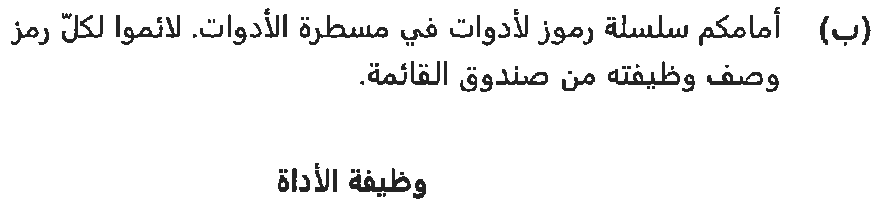 (ب) أمامكم سلسلة رموز لأدوات في مسطرة الأدوات. لائموا لكلّ رمز
وصف وظيفته من صندوق القائمة.
وظيفة الأداة